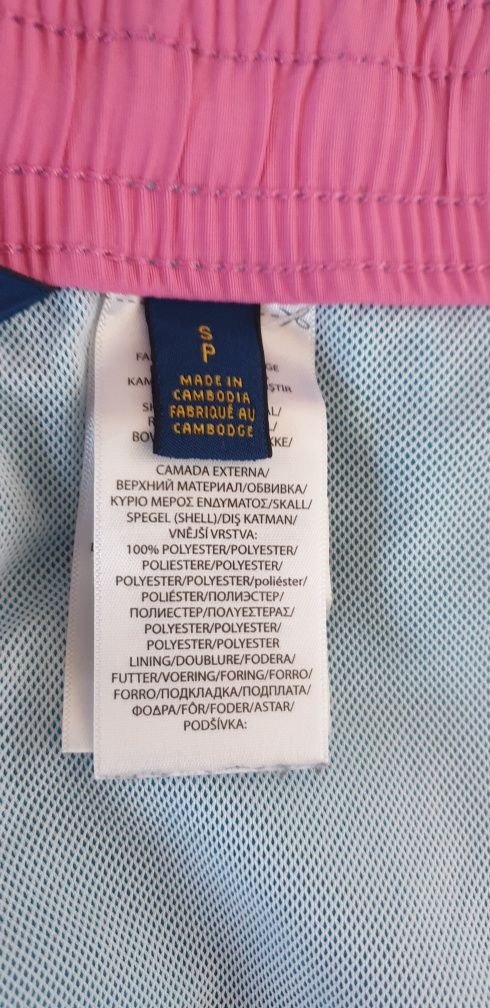 S
P
MADE IN
CAMBODIA
FABRIQUÉ AU
CAMBODGE
CAMADA EXTERNA/
ВЕРХНИЙ МАТЕРИАЛ/ОБВИВКА/
ΚΥΡΙΟ ΜΕΡΟΣ ΕΝΔΥΜΑΤΟΣ/SKALL/
SPEGEL (SHELL)/DIŞ KATMAN/
VNĚJŠÍ VRSTVA:
100% POLYESTER/POLYESTER/
POLIESTERE/POLYESTER/
POLYESTER/POLYESTER/poliéster/
POLIÉSTER/ПОЛИЭСТЕР/
ПОЛИЕСТЕР/ΠΟΛΥΕΣΤΕΡΑΣ/
POLYESTER/POLYESTER/
POLYESTER/POLYESTER
LINING/DOUBLURE/FODERA/
FUTTER/VOERING/FORING/FORRO/
FORRO/ПОДКЛАДКА/ПОДПЛАТА/
ΦΟΔΡΑ/FÔR/FODER/ASTAR/
PODŠÍVKA: